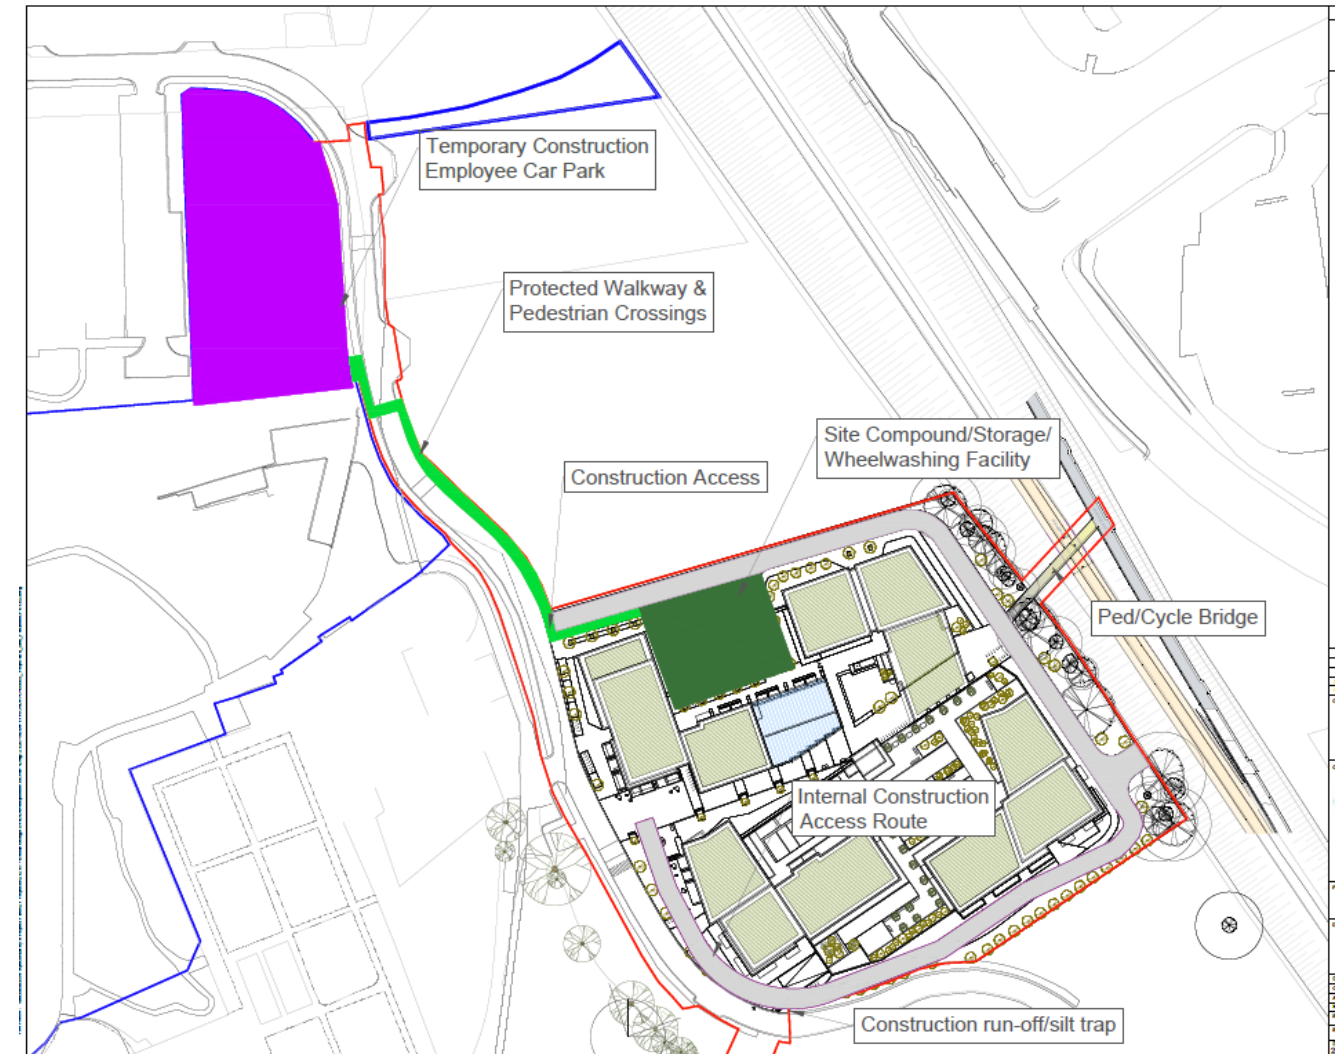 Temporary Construction
Employee Car Park
Protected Walkway &
Pedestrian Crossings
Site Compound/Storage/
Wheelwashing Facility
Construction Access
Ped/Cycle Bridge
Internal Construction
Access Route
Construction run-off/silt trap